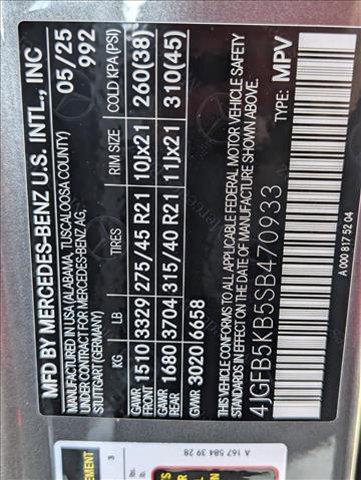 MFD BY MERCEDES-BENZ U.S. INTL., INC
PRODUCED IN/USA (ALABAMA, TUSCALOOSA COUNTY) 05/25
UNDER CONTRACT FOR MERCEDES-BENZ AG, 992
STUTTGART (GERMANY)
KG LB TIRES RIM SIZE COLD KPA (PSI)
GAWR FRONT 1510 3329 275/45 R21 10Jx21 260(38)
GAWR REAR 1680 3704 315/40 R21 11Jx21 310(45)
GVWR 3020 6658
THIS VEHICLE CONFORMS TO ALL APPLICABLE FEDERAL MOTOR VEHICLE SAFETY
STANDARDS IN EFFECT ON THE DATE OF MANUFACTURE SHOWN ABOVE.
4JGFB5KB5SB470933 TYPE: MPV
A 000 817 52 04
A 167 584 39 28
3